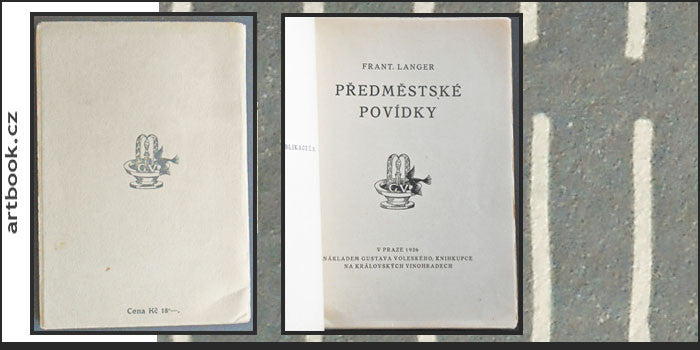 artbook.cz
G.V.
Cena Kč 18'—.
FRANT. LANGER
PŘEDMĚSTSKÉ
POVÍDKY
G.V.
V PRAZE 1926
NÁKLADEM GUSTAVA VOLESKÉHO, KNIHKUPCE
NA KRÁLOVSKÝCH VINOHRADECH